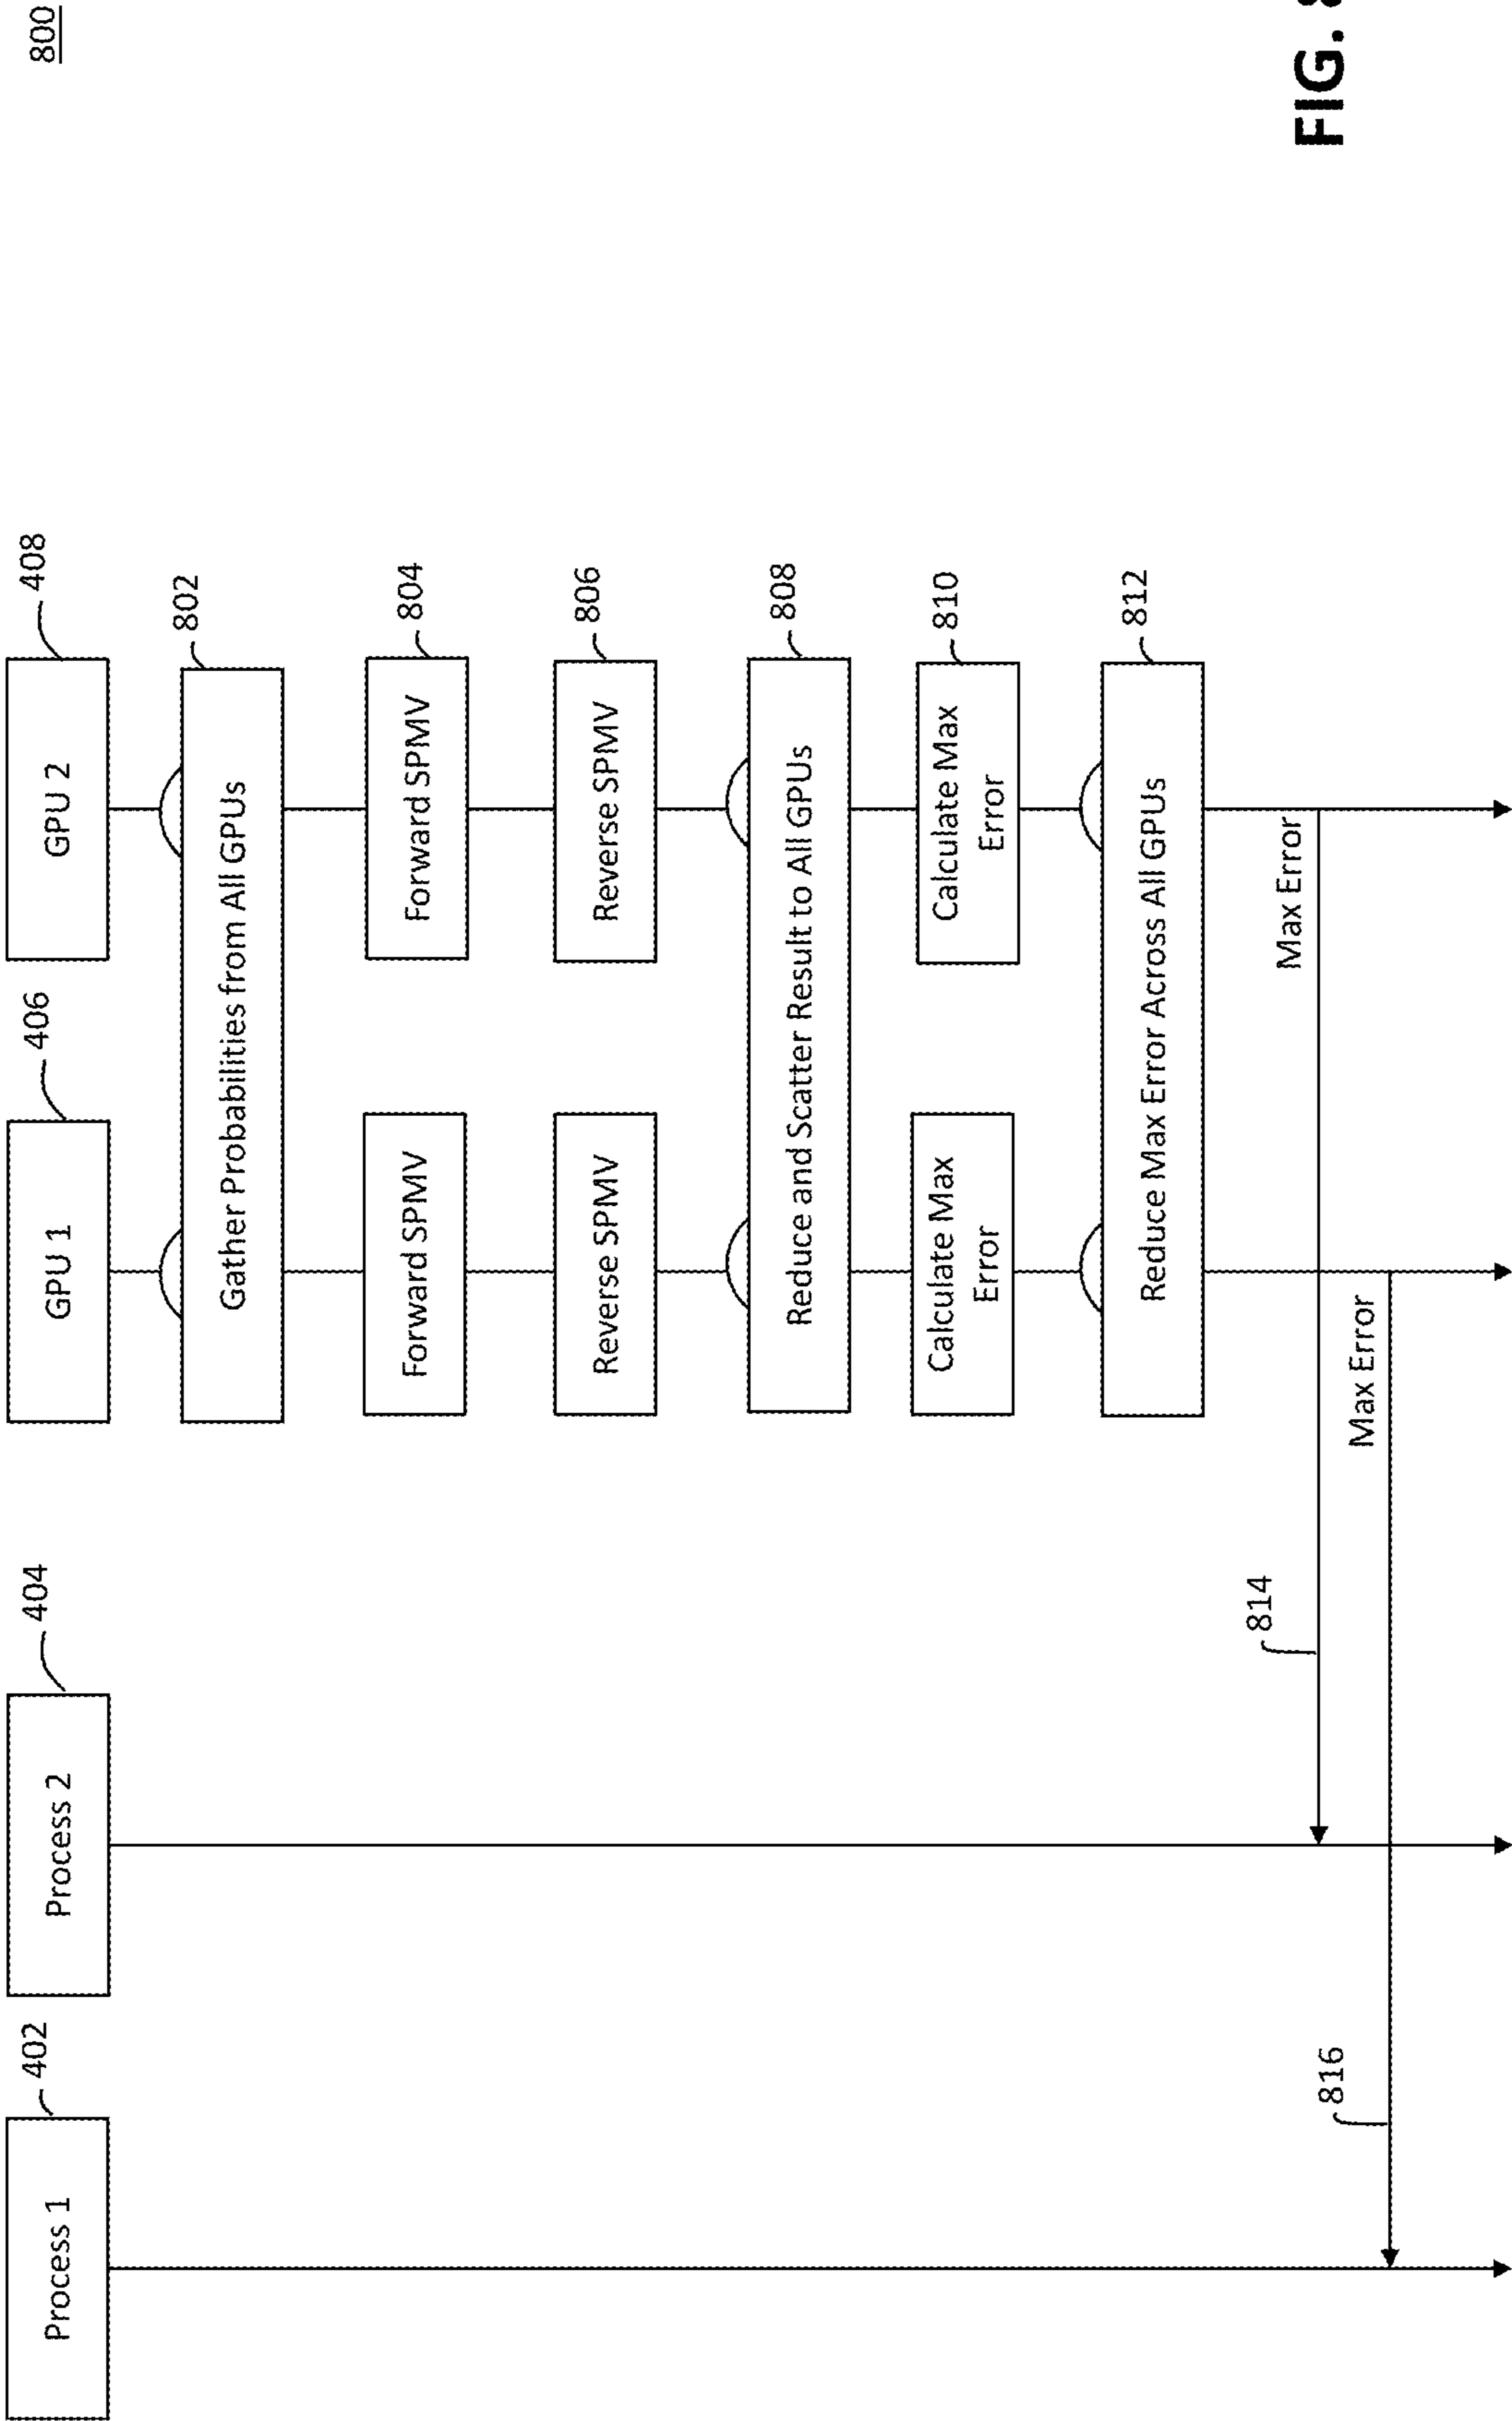 800
Process 1
402
Process 2
404
GPU 1
406
GPU 2
408
Gather Probabilities from All GPUs
802
Forward SPMV
Forward SPMV
804
Reverse SPMV
Reverse SPMV
806
Reduce and Scatter Result to All GPUs
808
Calculate Max
Error
Calculate Max
Error
810
Reduce Max Error Across All GPUs
812
Max Error
814
Max Error
816
FIG. 8